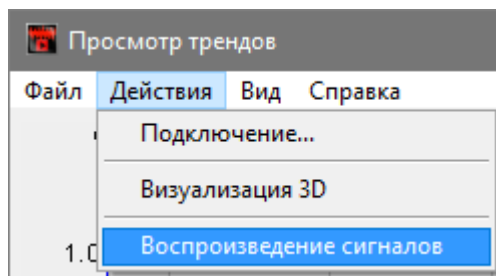 Просмотр трендов
Файл Действия Вид Справка
Подключение...
Визуализация 3D
Воспроизведение сигналов
1.0